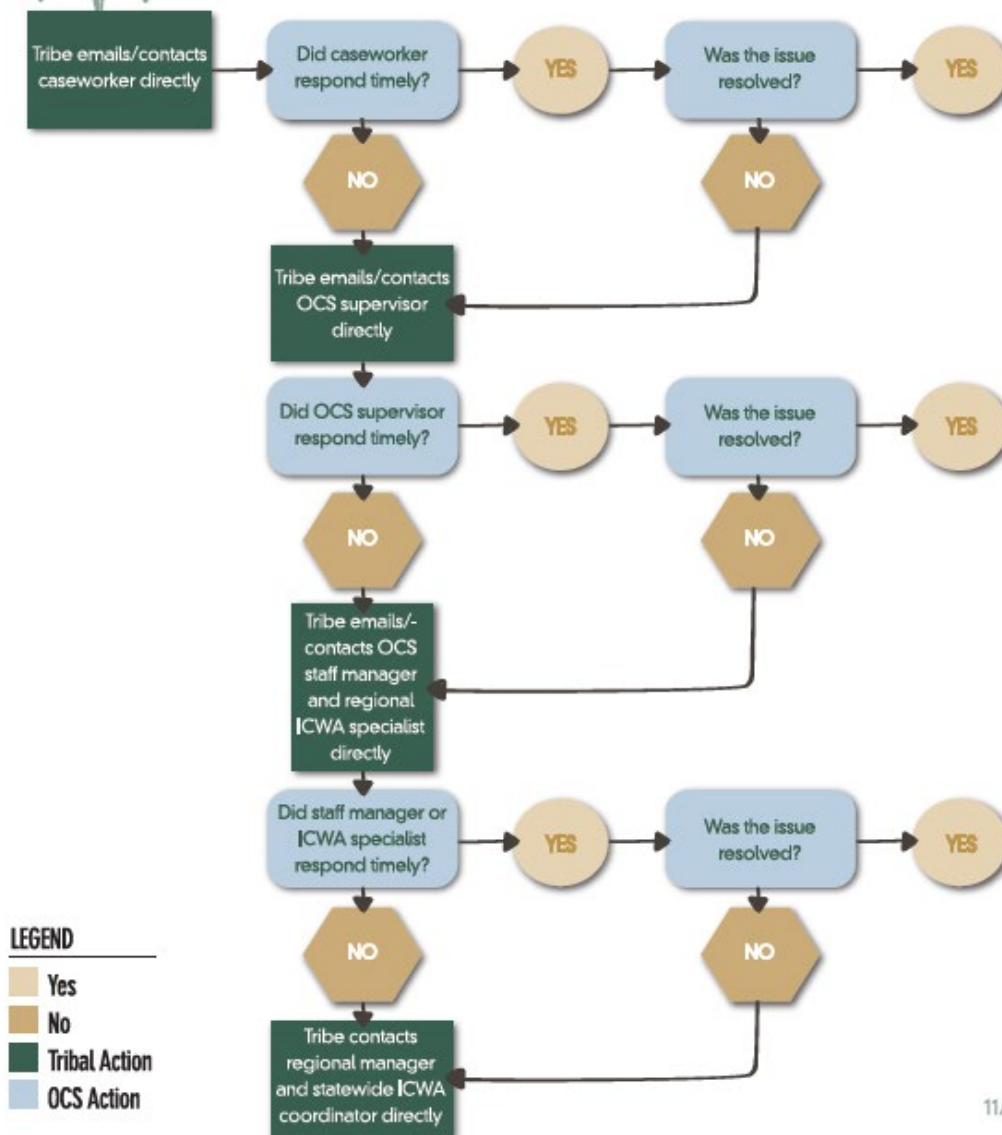 Tribe emails/contacts
caseworker directly
Did caseworker
respond timely?
YES
Was the issue
resolved?
YES
NO
NO
Tribe emails/contacts
OCS supervisor
directly
Did OCS supervisor
respond timely?
YES
Was the issue
resolved?
YES
NO
NO
Tribe emails/-
contacts OCS
staff manager
and regional
ICWA specialist
directly
Did staff manager or
ICWA specialist
respond timely?
YES
Was the issue
resolved?
YES
NO
NO
Tribe contacts
regional manager
and statewide ICWA
coordinator directly
LEGEND
Yes
No
Tribal Action
OCS Action